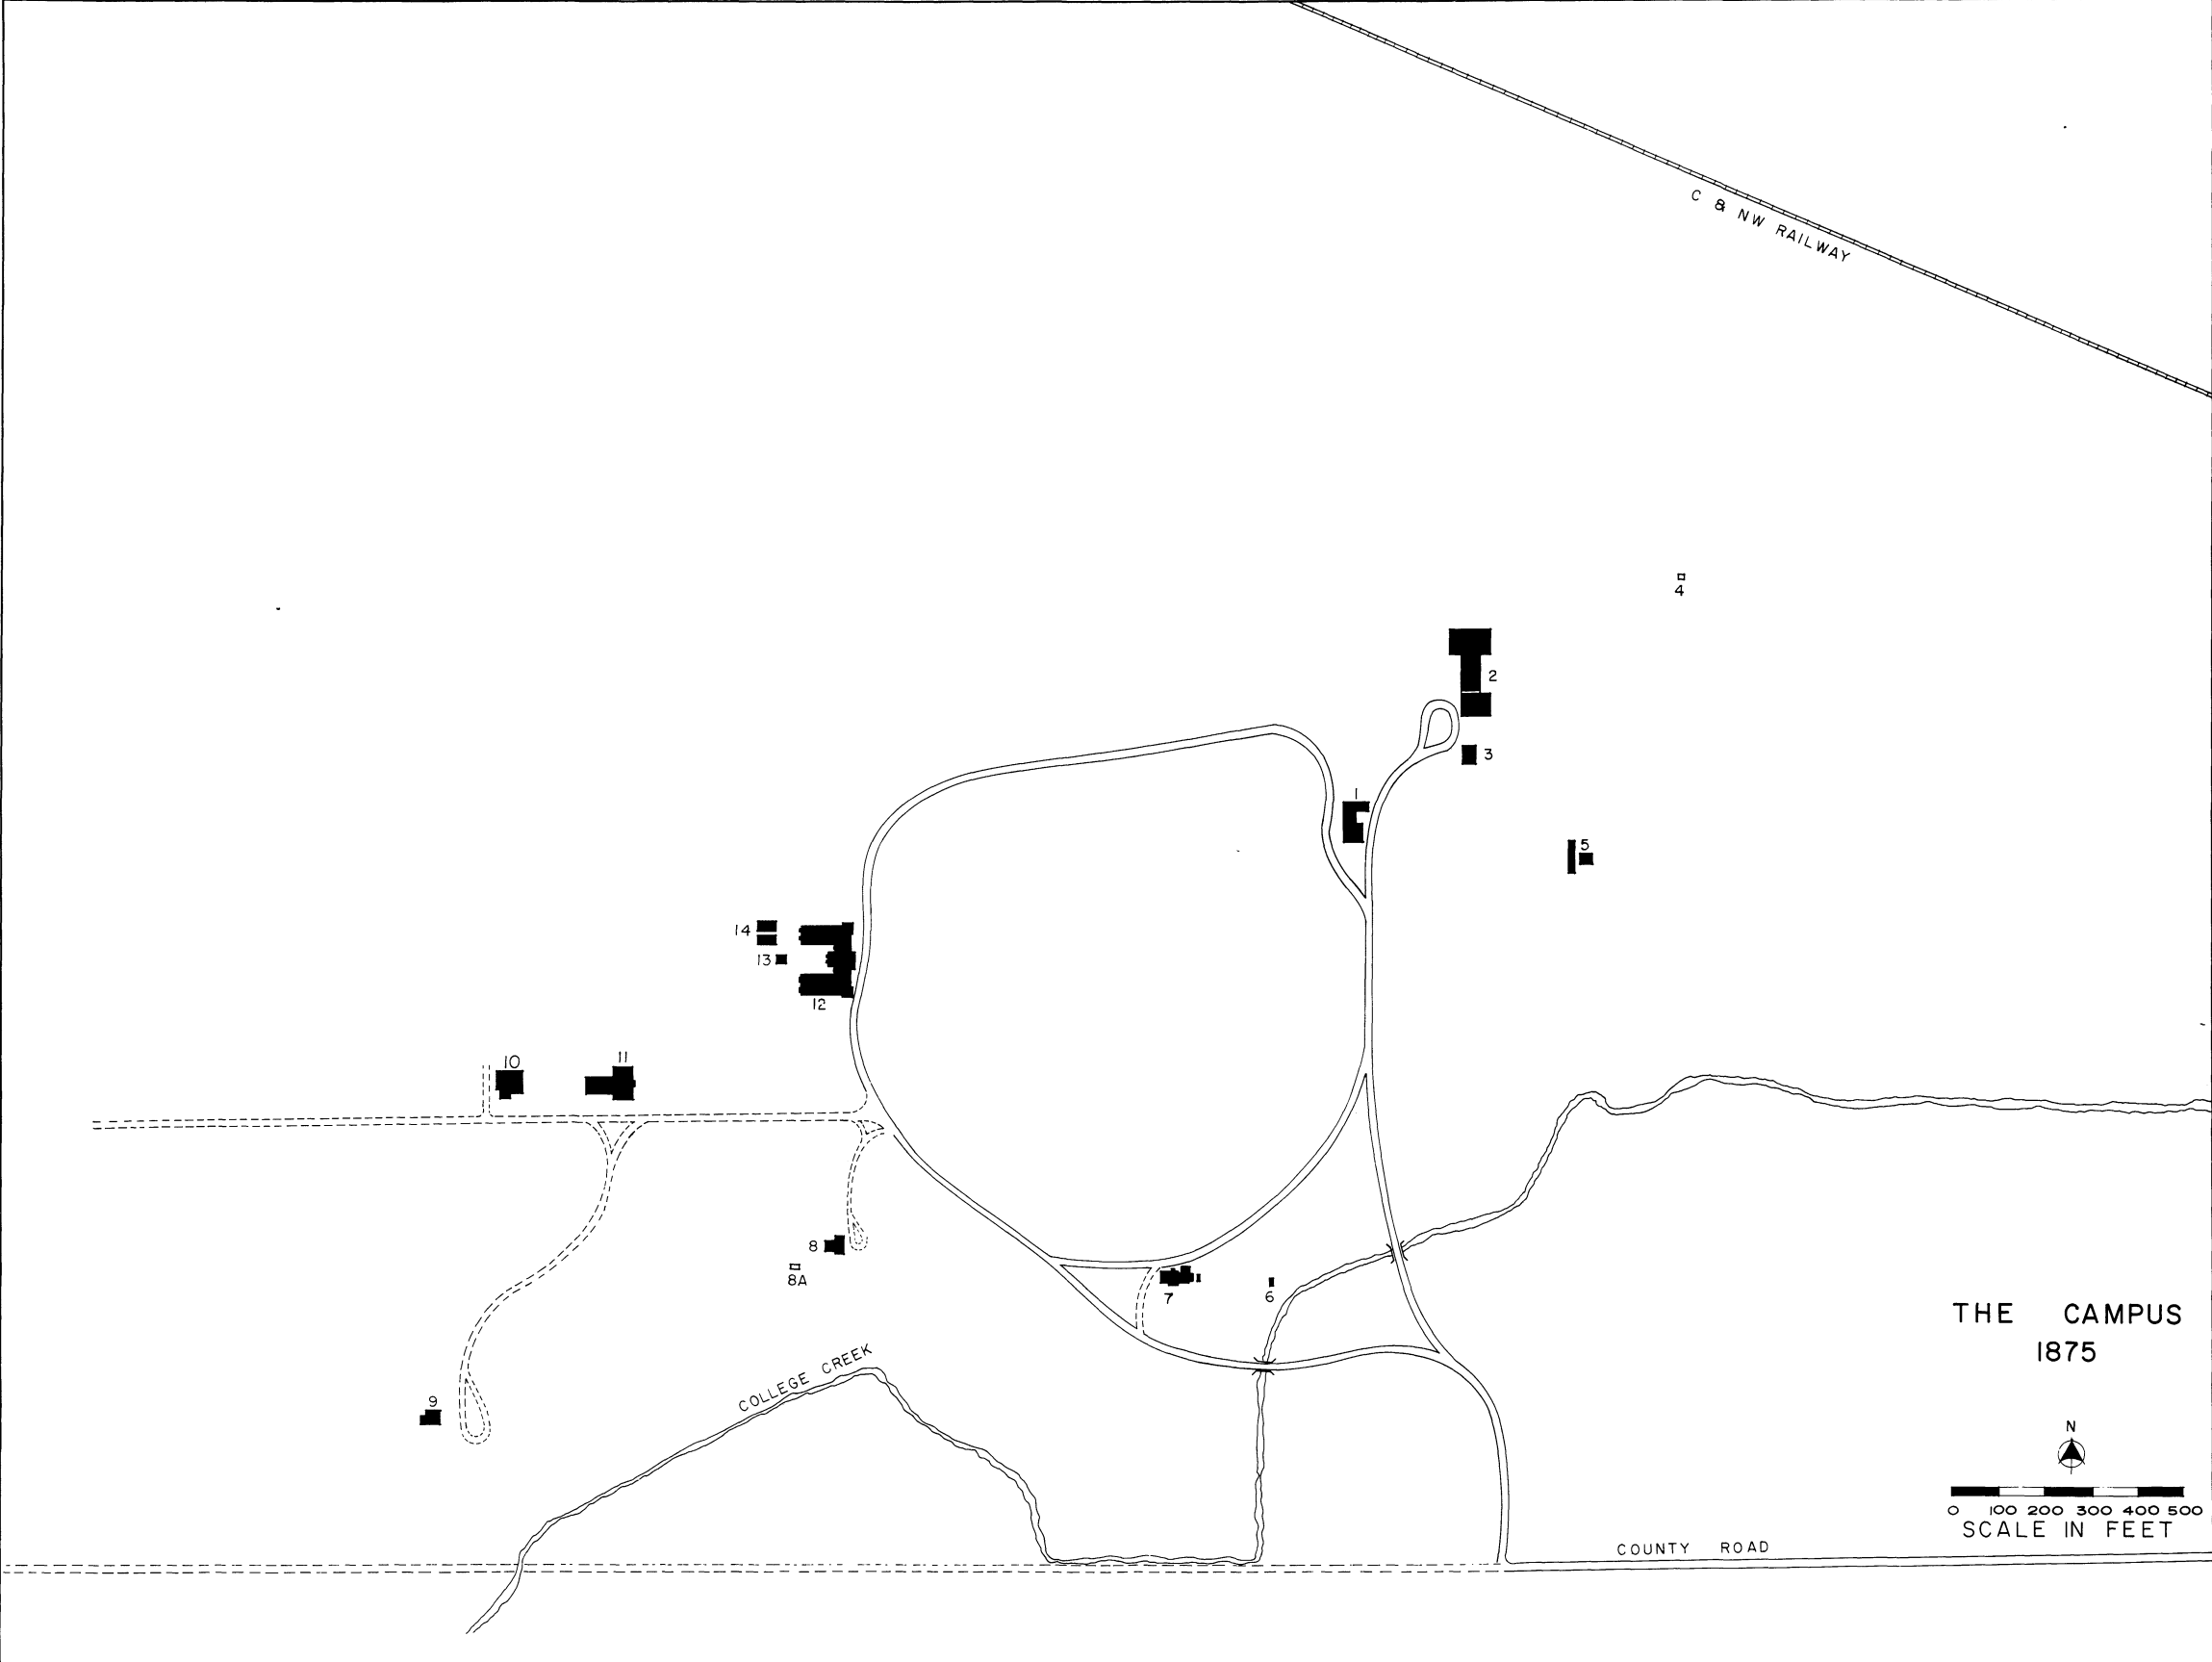 C & NW RAILWAY
4
2
3
1
5
14
13
12
10
11
8
8A
7
6
9
COLLEGE CREEK
THE CAMPUS
1875
N
0 100 200 300 400 500
SCALE IN FEET
COUNTY ROAD